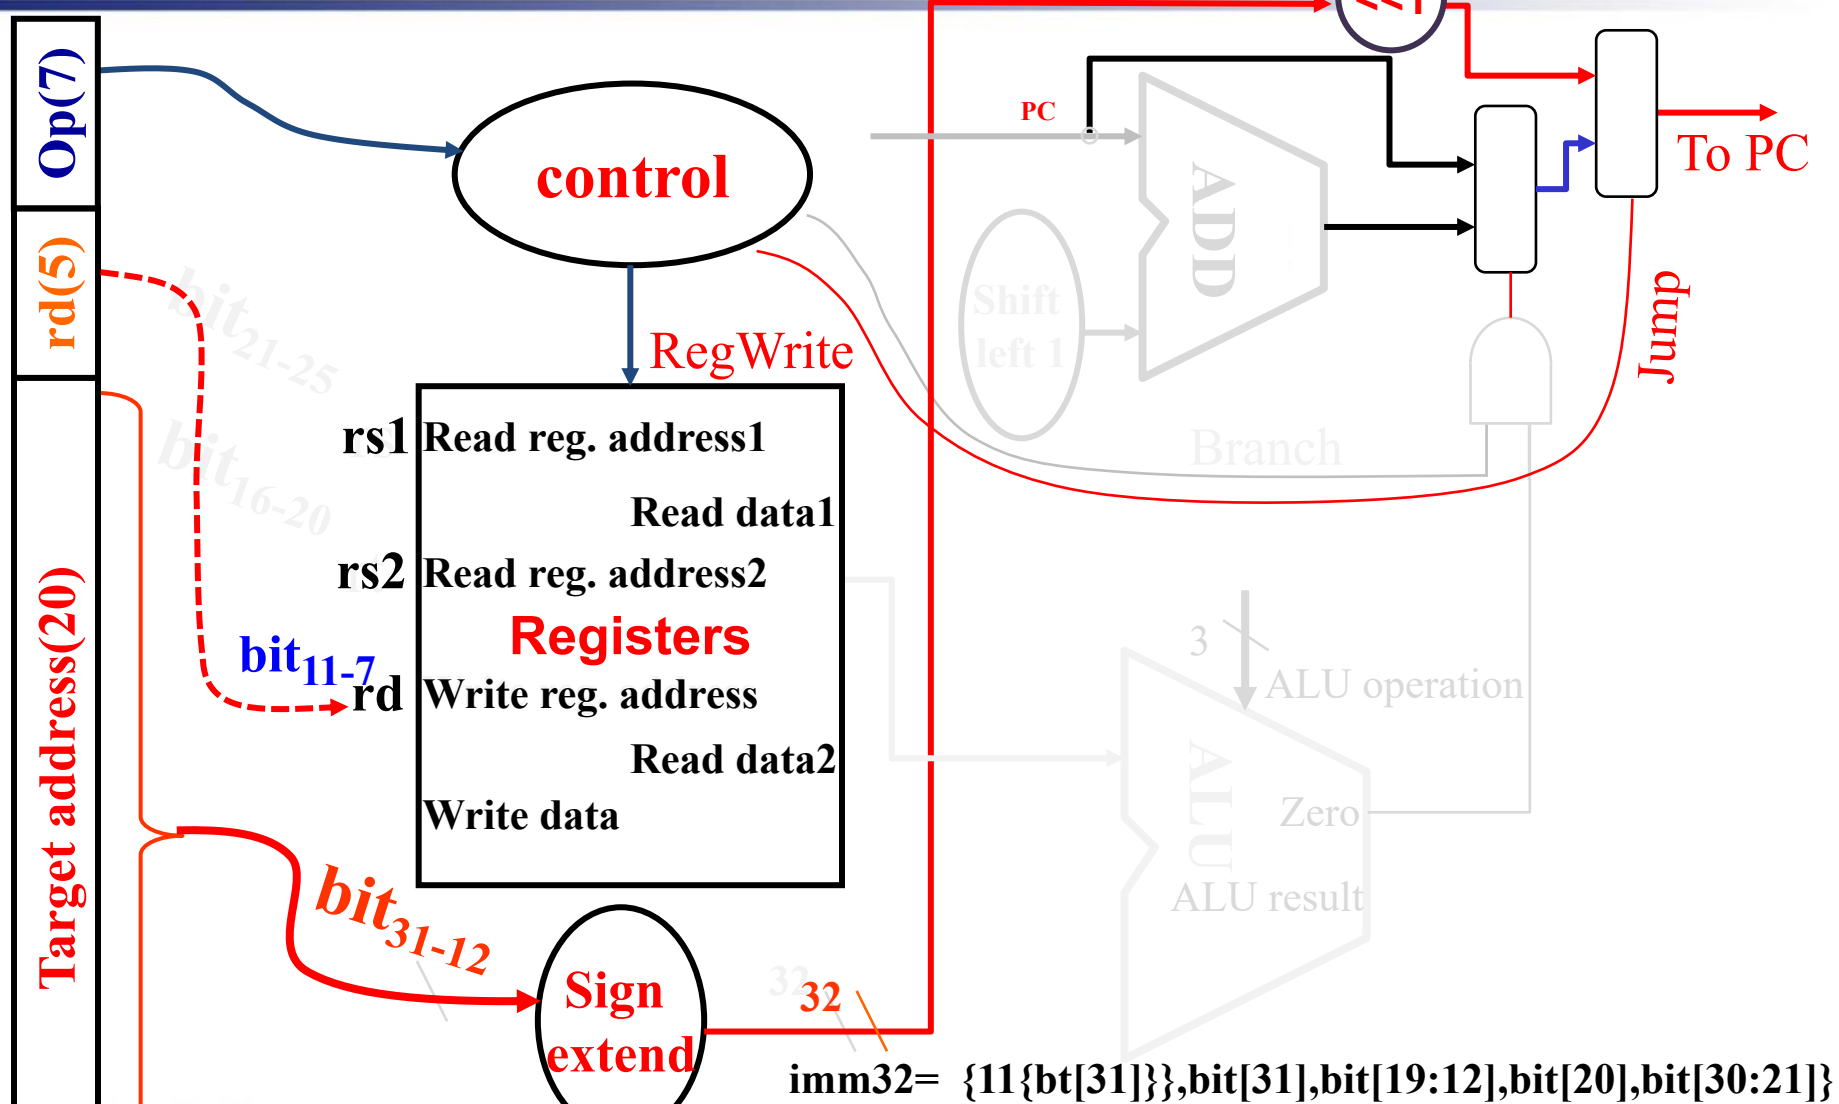 <<1
Op(7)
control
PC
ADD
To PC
rd(5)
bit21-25
Shift
left 1
Jump
RegWrite
bit16-20
rs1
Read reg. address1
Branch
Read data1
rs2
Read reg. address2
Registers
3
bit11-7
ALU operation
rd
Write reg. address
Read data2
Target adddress(20)
ALU
Zero
Write data
bit31-12
ALU result
Sign
extend
32
32
imm32= {11{bt[31]}},bit[31],bit[19:12],bit[20],bit[30:21]}